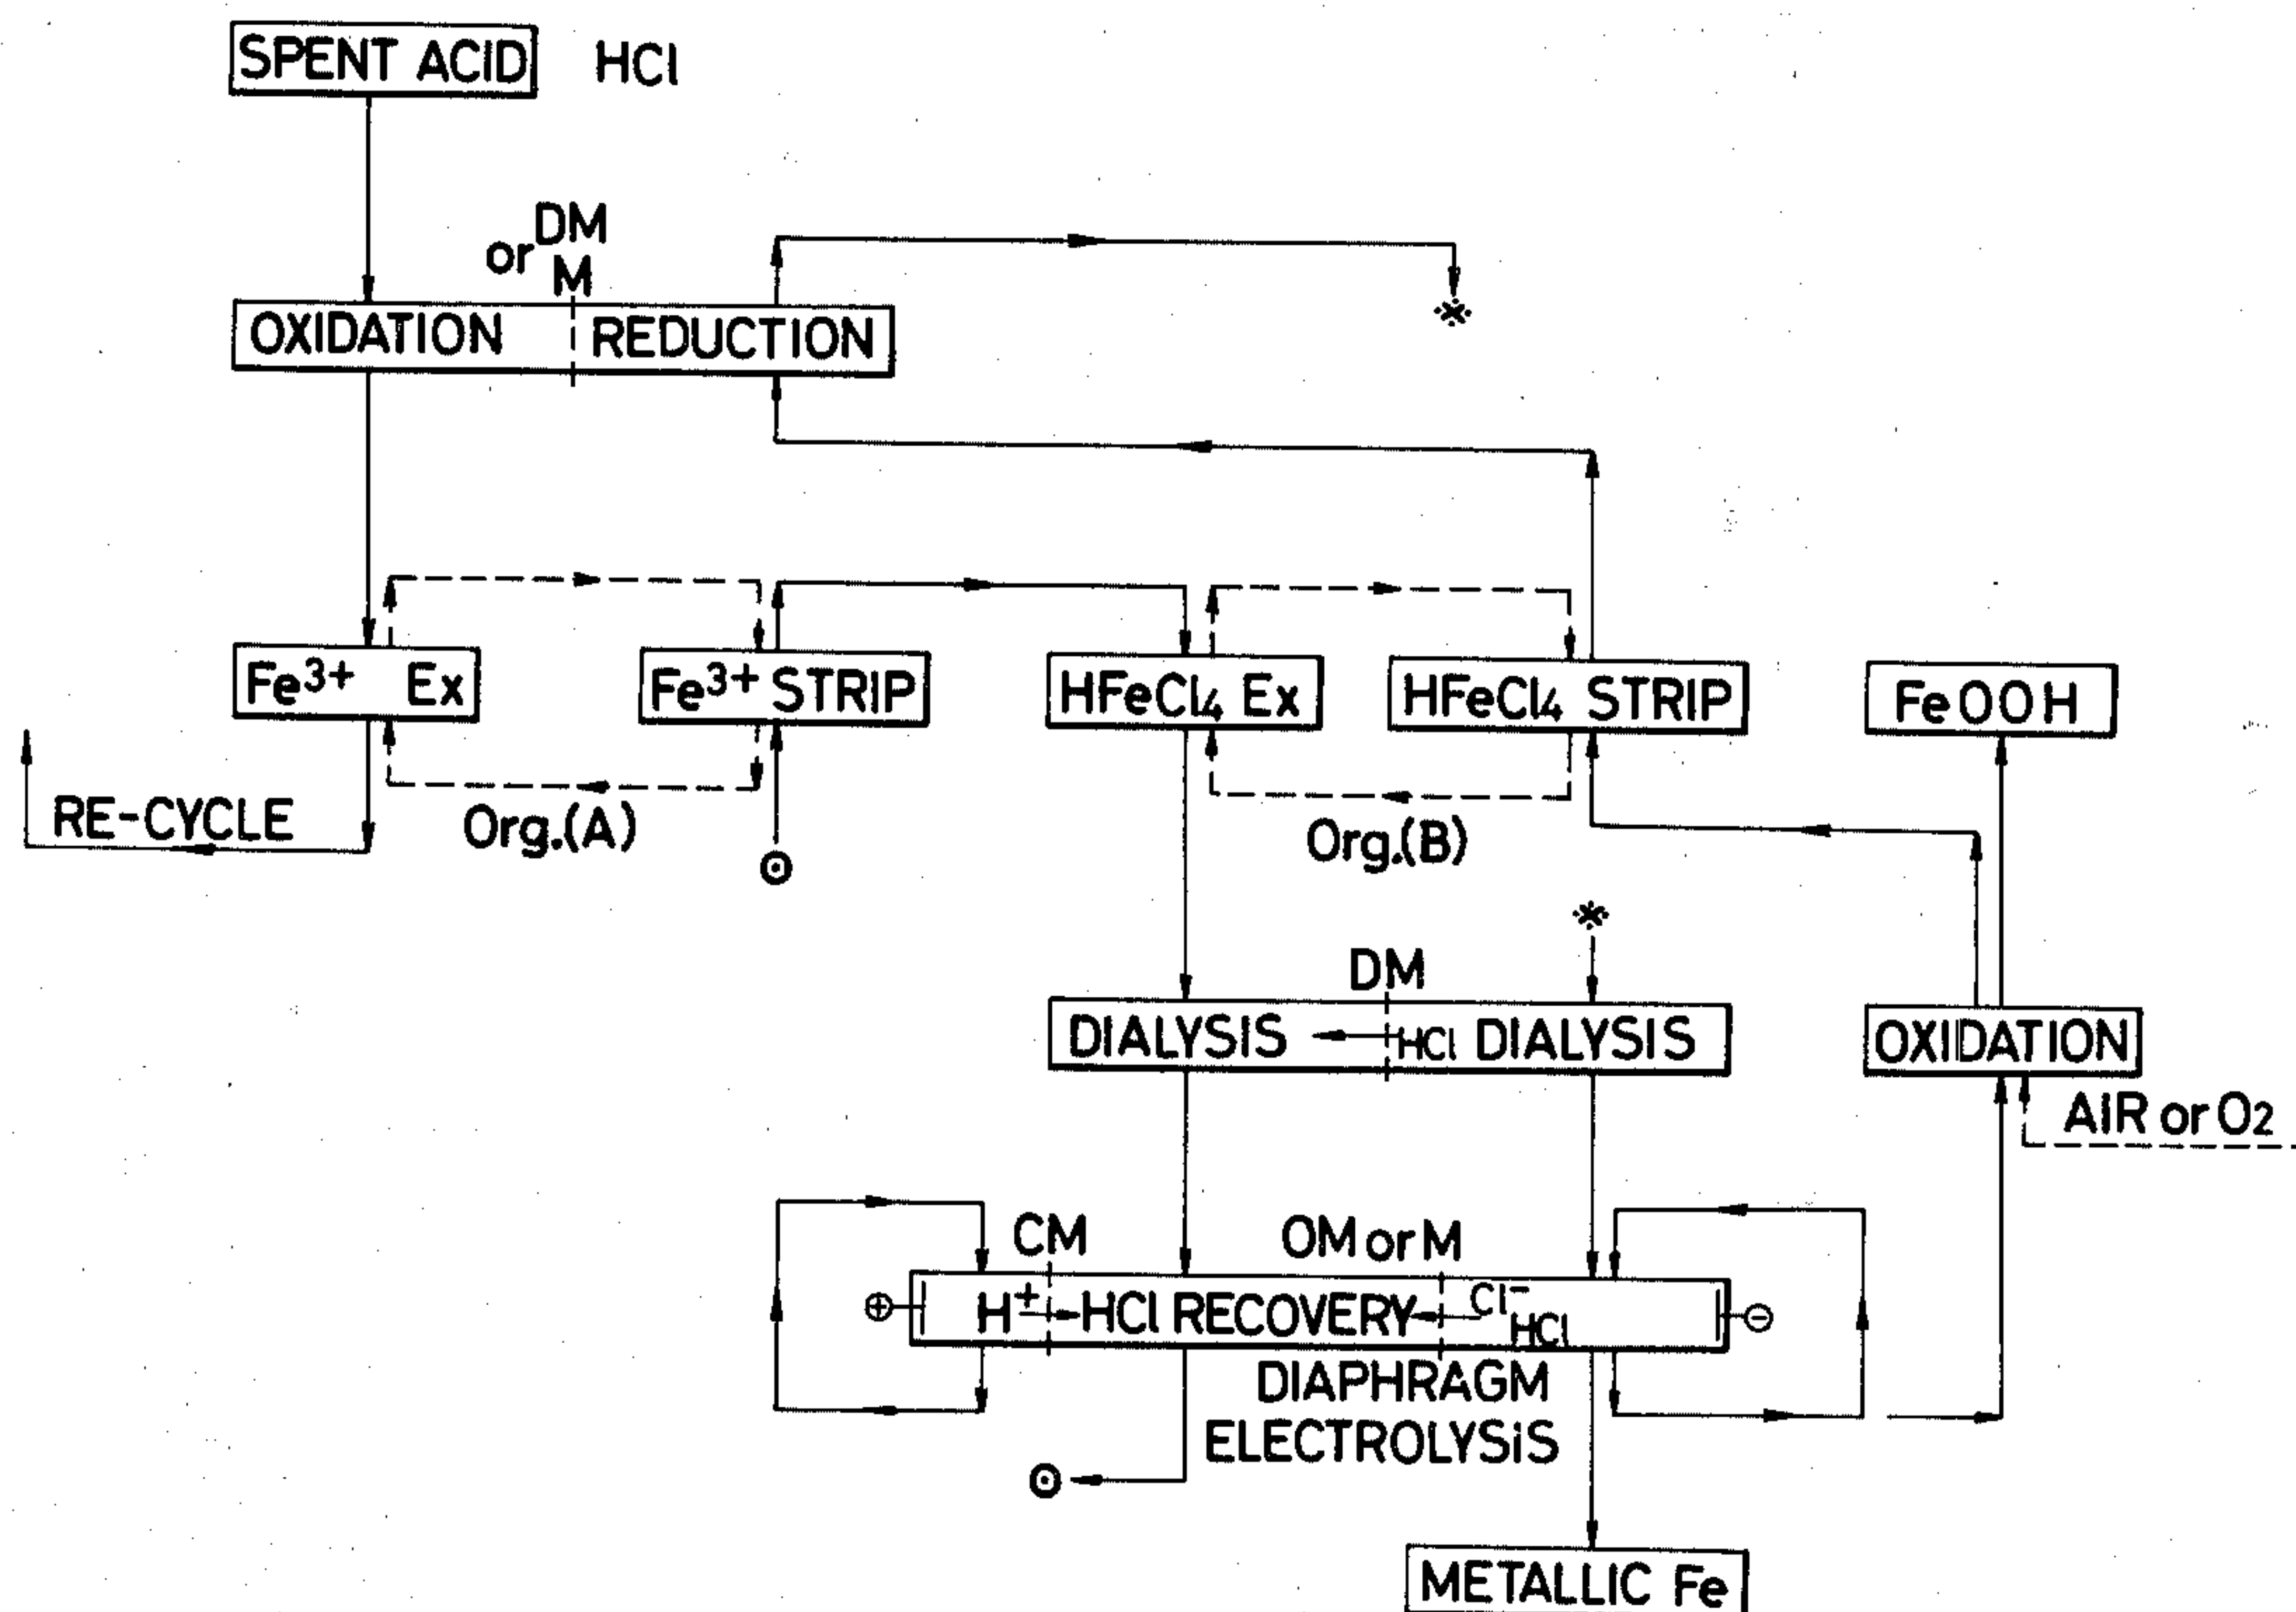 SPENT ACID HCl
or DM
M
OXIDATION REDUCTION
※
Fe3+ Ex Fe3+ STRIP HFeCl4 Ex HFeCl4 STRIP FeOOH
RE-CYCLE Org.(A) Org.(B)
⊙
※
DM
DIALYSIS HCl DIALYSIS OXIDATION
AIR or O2
CM OM or M
⊕ H+ HCl RECOVERY Cl− HCl ⊖
DIAPHRAGM
ELECTROLYSiS
⊙
METALLIC Fe